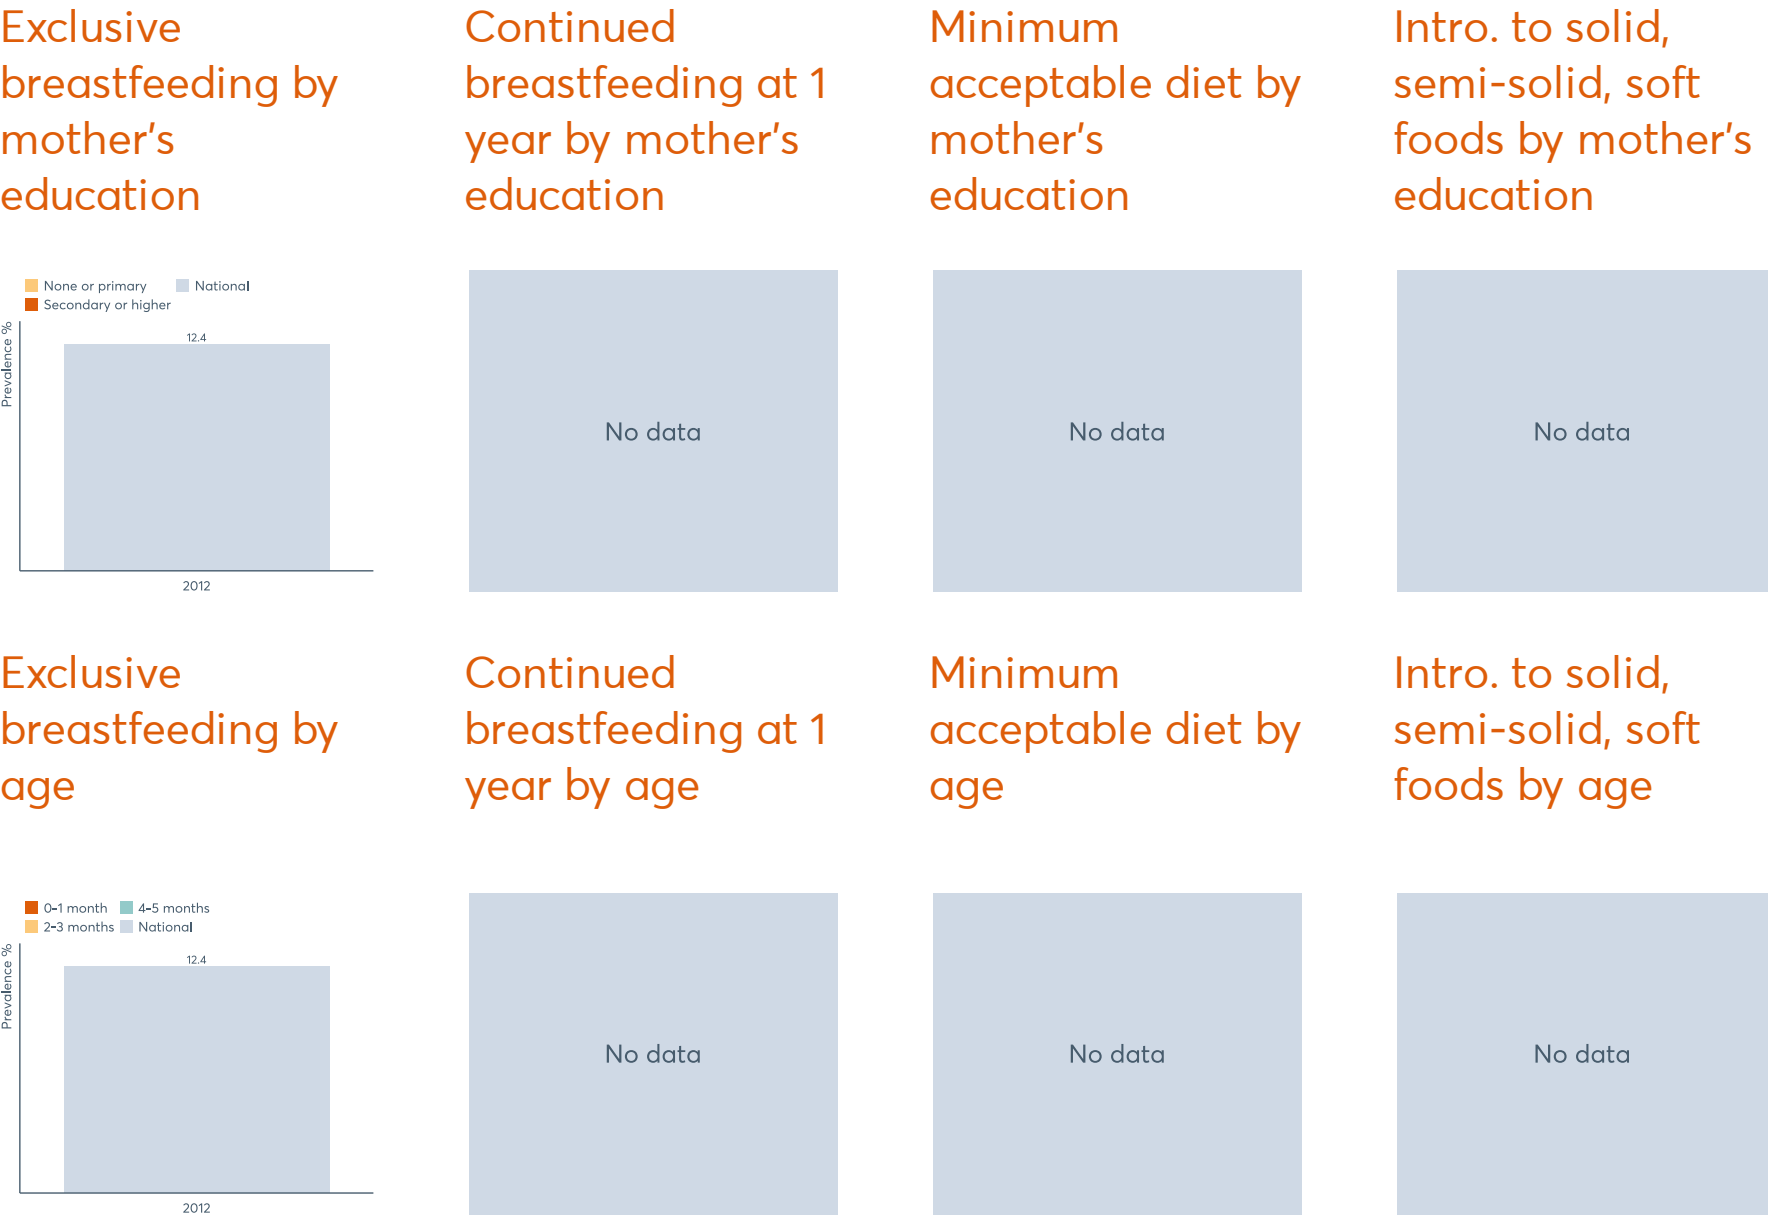 Exclusive
breastfeeding by
mother's
education
Continued
breastfeeding at 1
year by mother's
education
Minimum
acceptable diet by
mother's
education
Intro. to solid,
semi-solid, soft
foods by mother's
education
None or primary
National
Secondary or higher
Prevalence %
12.4
2012
No data
No data
No data
Exclusive
breastfeeding by
age
Continued
breastfeeding at 1
year by age
Minimum
acceptable diet by
age
Intro. to solid,
semi-solid, soft
foods by age
0-1 month
4-5 months
2-3 months
National
Prevalence %
12.4
2012
No data
No data
No data